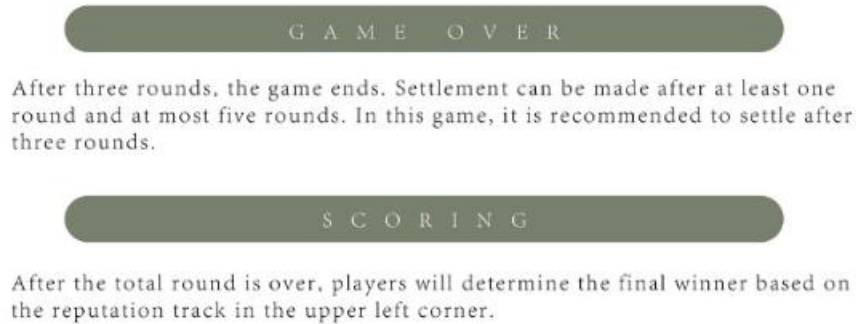 GAME OVER
After three rounds, the game ends. Settlement can be made after at least one
round and at most five rounds. In this game, it is recommended to settle after
three rounds.
SCORING
After the total round is over, players will determine the final winner based on
the reputation track in the upper left corner.